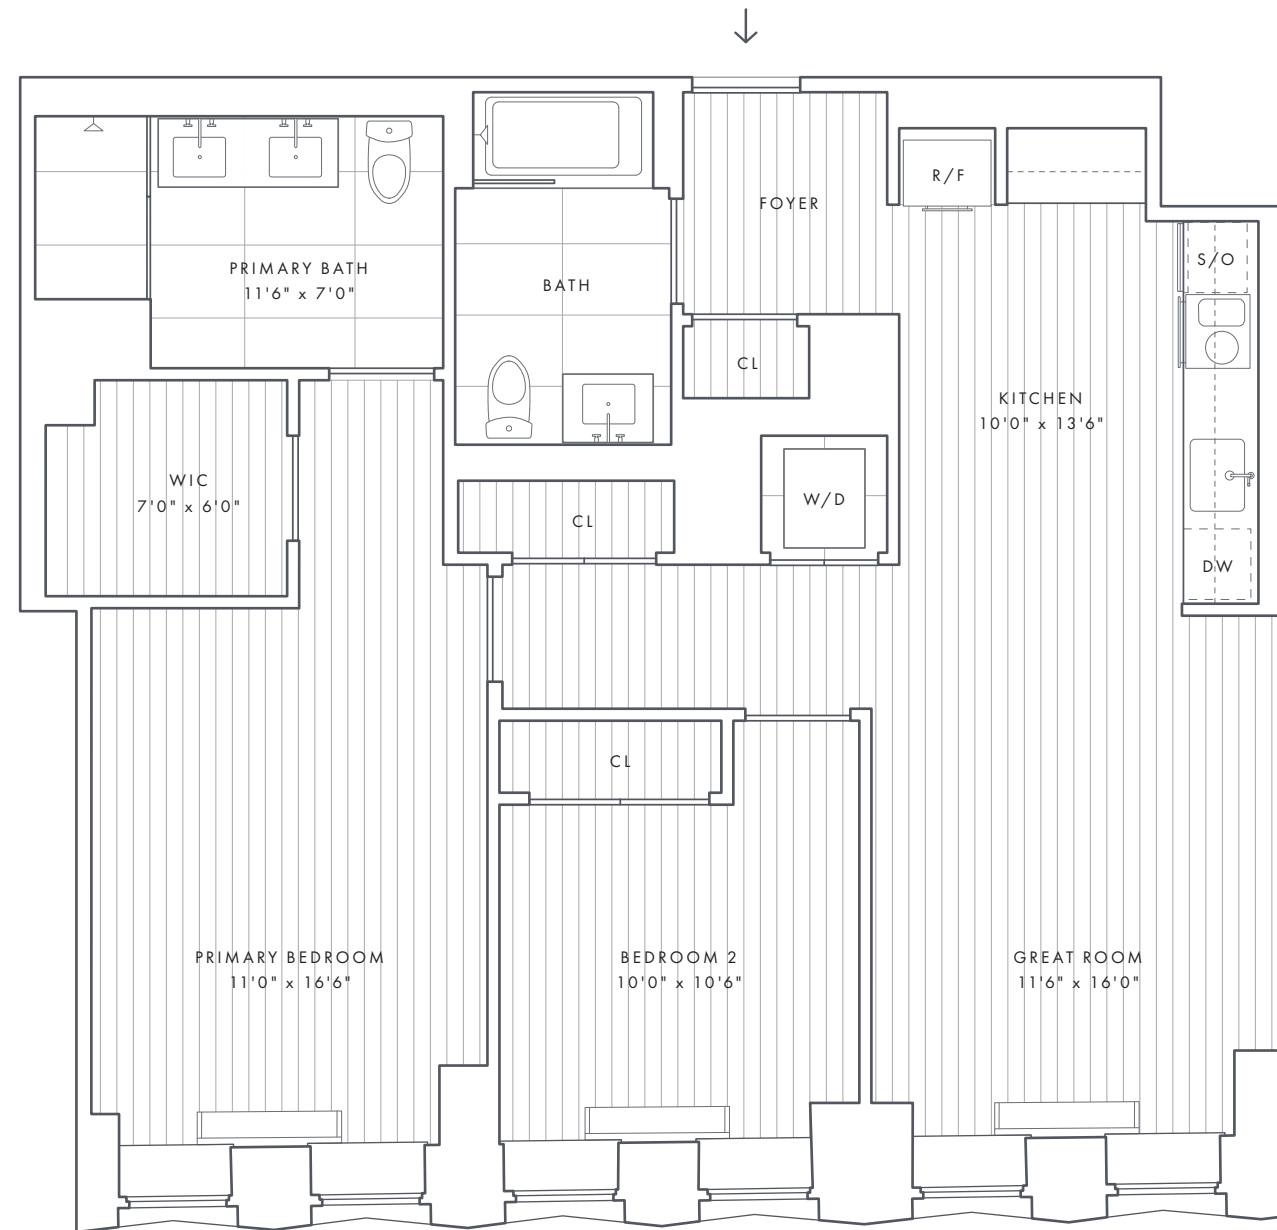 R/F
FOYER
S/O
PRIMARY BATH
11'6" x 7'0"
BATH
CL
KITCHEN
10'0" x 13'6"
WIC
7'0" x 6'0"
W/D
CL
DW
CL
PRIMARY BEDROOM
11'0" x 16'6"
BEDROOM 2
10'0" x 10'6"
GREAT ROOM
11'6" x 16'0"